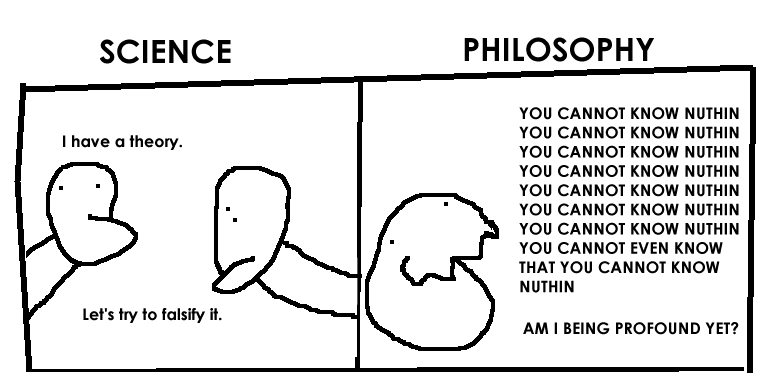 SCIENCE
PHILOSOPHY
I have a theory.
Let's try to falsify it.
YOU CANNOT KNOW NUTHIN
YOU CANNOT KNOW NUTHIN
YOU CANNOT KNOW NUTHIN
YOU CANNOT KNOW NUTHIN
YOU CANNOT KNOW NUTHIN
YOU CANNOT KNOW NUTHIN
YOU CANNOT KNOW NUTHIN
YOU CANNOT EVEN KNOW
THAT YOU CANNOT KNOW
NUTHIN
AM I BEING PROFOUND YET?